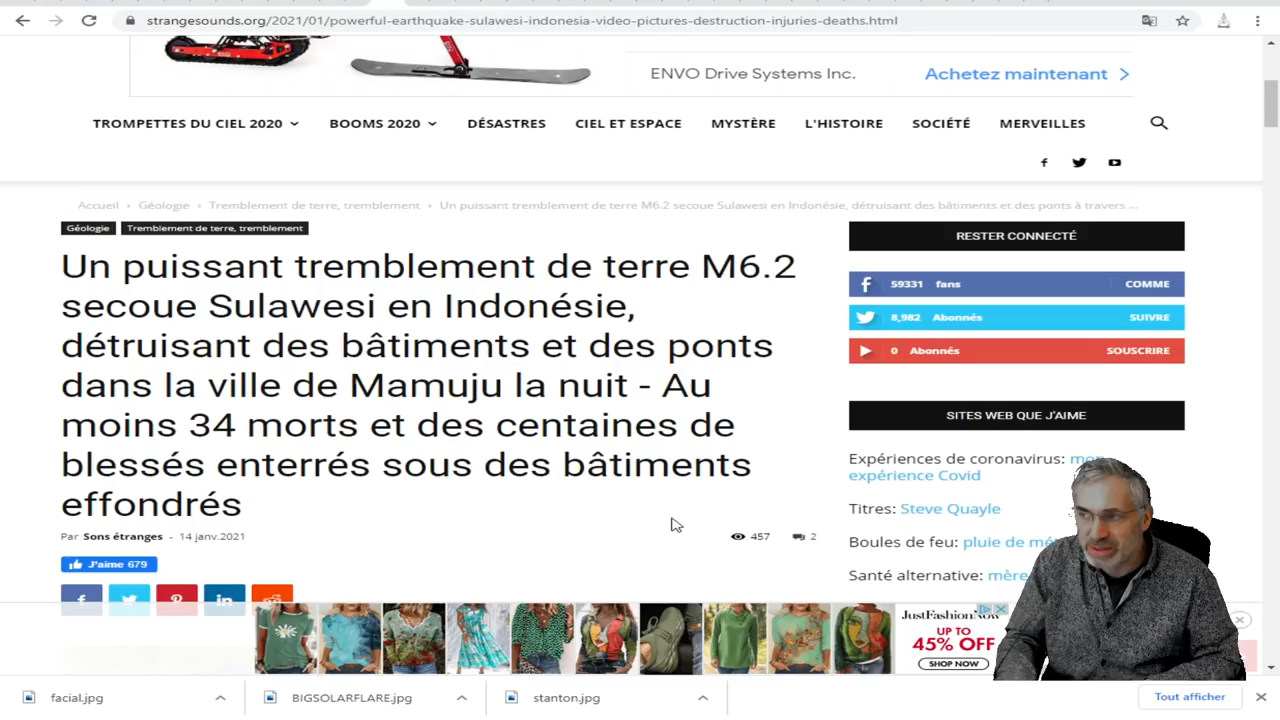 strangesounds.org/2021/01/powerful-earthquake-sulawesi-indonesia-video-pictures-destruction-injuries-deaths.html
ENVO Drive Systems Inc.
Achetez maintenant
TROMPETTES DU CIEL 2020
BOOMS 2020
DÉSASTRES
CIEL ET ESPACE
MYSTÈRE
L'HISTOIRE
SOCIÉTÉ
MERVEILLES
Accueil › Géologie › Tremblement de terre, tremblement › Un puissant tremblement de terre M6.2 secoue Sulawesi en Indonésie, détruisant des bâtiments et des ponts à travers ...
Géologie
Tremblement de terre, tremblement
Un puissant tremblement de terre M6.2
secoue Sulawesi en Indonésie,
détruisant des bâtiments et des ponts
dans la ville de Mamuju la nuit - Au
moins 34 morts et des centaines de
blessés enterrés sous des bâtiments
effondrés
Par Sons étranges - 14 janv.2021
457
2
J'aime 679
RESTER CONNECTÉ
59331 fans
COMME
8,982 Abonnés
SUIVRE
0 Abonnés
SOUSCRIRE
SITES WEB QUE J'AIME
Expériences de coronavirus: mon
expérience Covid
Titres: Steve Quayle
Boules de feu: pluie de mé
Santé alternative: mère
JUSTFASHIONNOW
UP TO
45% OFF
SHOP NOW
facial.jpg
BIGSOLARFLARE.jpg
stanton.jpg
Tout afficher